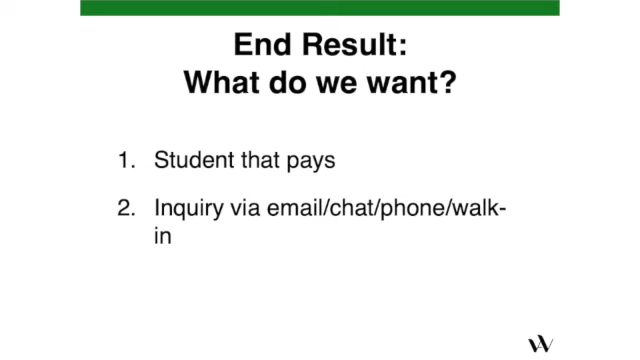 End Result:
What do we want?
1. Student that pays
2. Inquiry via email/chat/phone/walk-
in